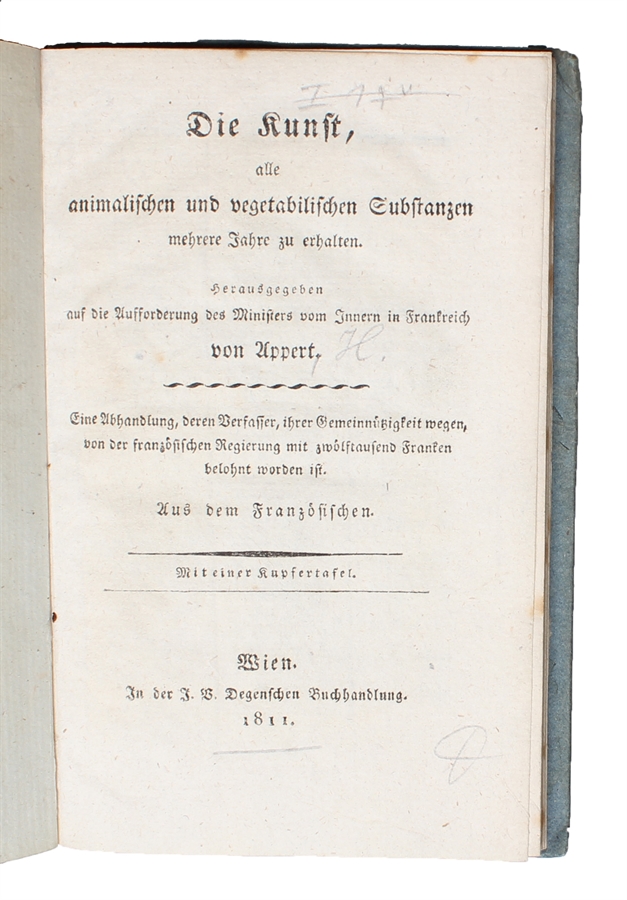 Die Kunst,
alle
animalischen und vegetabilischen Substanzen
mehrere Jahre zu erhalten.
Herausgegeben
auf die Aufforderung des Ministers vom Innern in Frankreich
von Appert, H.
Eine Abhandlung, deren Verfasser, ihrer Gemeinnützigkeit wegen,
von der französischen Regierung mit zwölftausend Franken
belohnt worden ist.
Aus dem Französischen.
Mit einer Kupfertafel.
Wien.
In der J. V. Degenschen Buchhandlung.
1811.